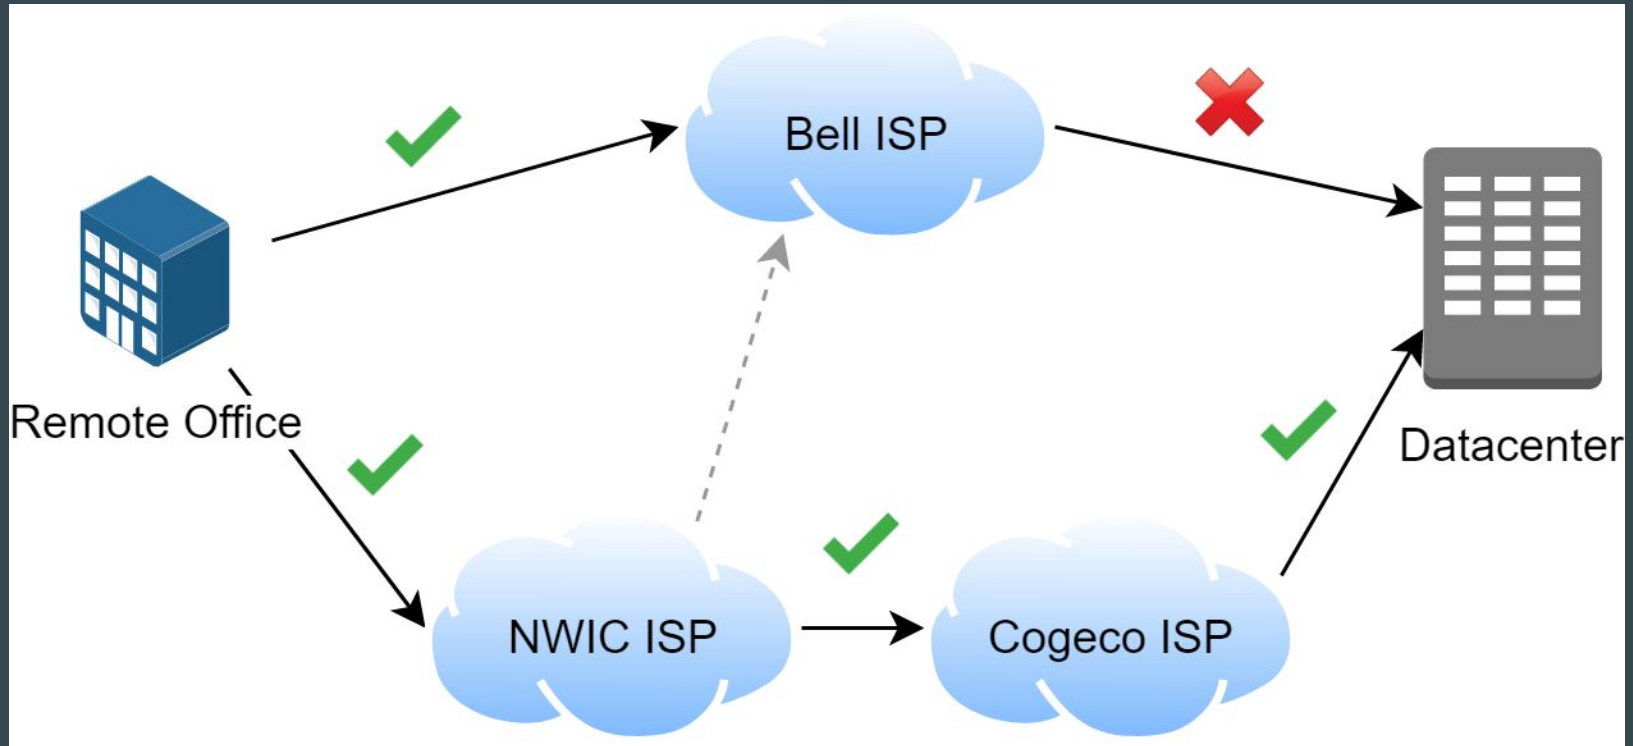 Bell ISP
Remote Office
Datacenter
NWIC ISP
Cogeco ISP